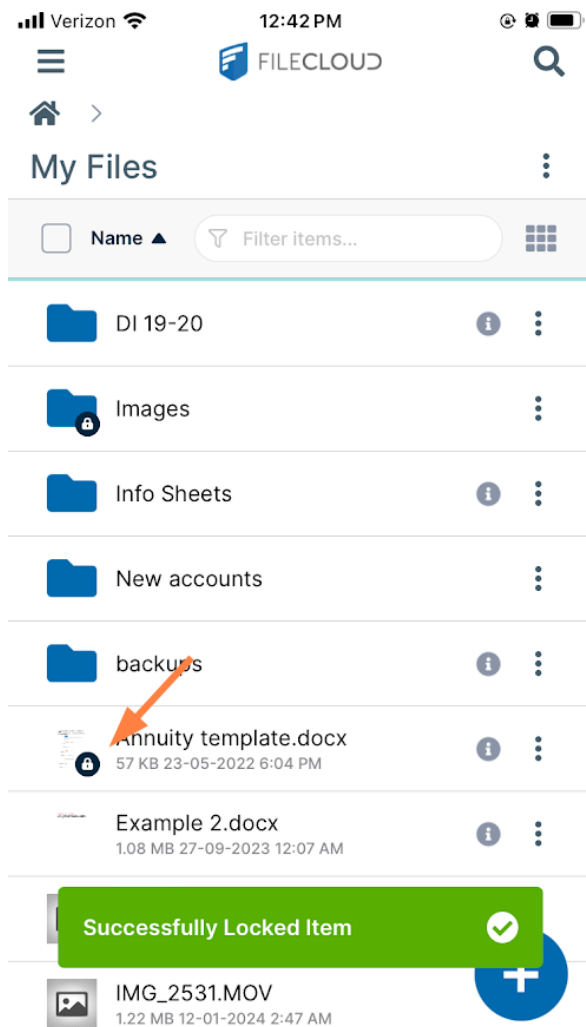 Verizon 12:42 PM
FILECLOUD
My Files
Name ▲ Filter items...
DI 19-20
Images
Info Sheets
New accounts
backups
Annuity template.docx
57 KB 23-05-2022 6:04 PM
Example 2.docx
1.08 MB 27-09-2023 12:07 AM
Successfully Locked Item
IMG_2531.MOV
1.22 MB 12-01-2024 2:47 AM